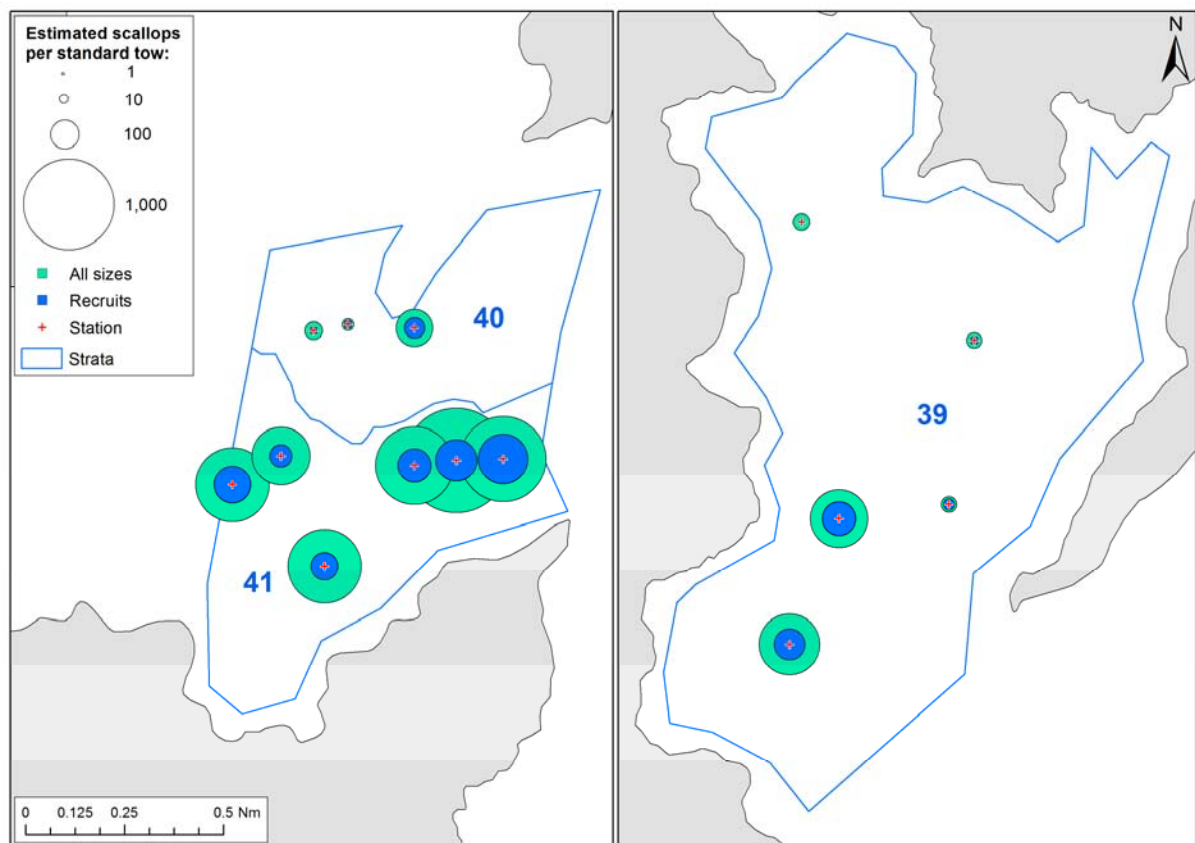 Estimated scallops
per standard tow:
1
10
100
1,000
All sizes
Recruits
Station
Strata
40
41
0 0.125 0.25 0.5 Nm
N
39